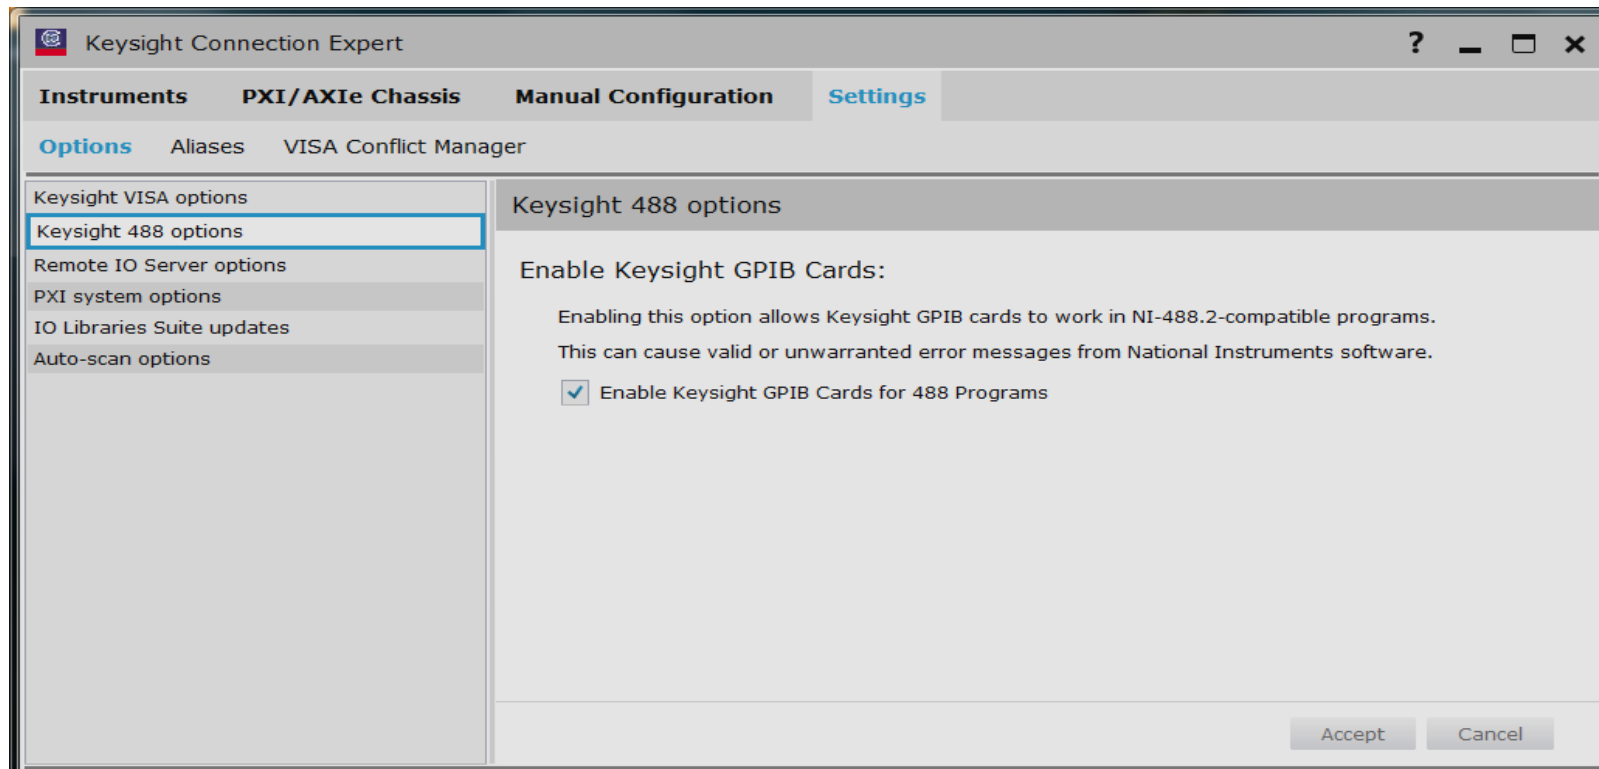 Keysight Connection Expert
?
Instruments PXI/AXIe Chassis Manual Configuration Settings
Options Aliases VISA Conflict Manager
Keysight VISA options
Keysight 488 options
Remote IO Server options
PXI system options
IO Libraries Suite updates
Auto-scan options
Keysight 488 options
Enable Keysight GPIB Cards:
Enabling this option allows Keysight GPIB cards to work in NI-488.2-compatible programs.
This can cause valid or unwarranted error messages from National Instruments software.
Enable Keysight GPIB Cards for 488 Programs
Accept Cancel